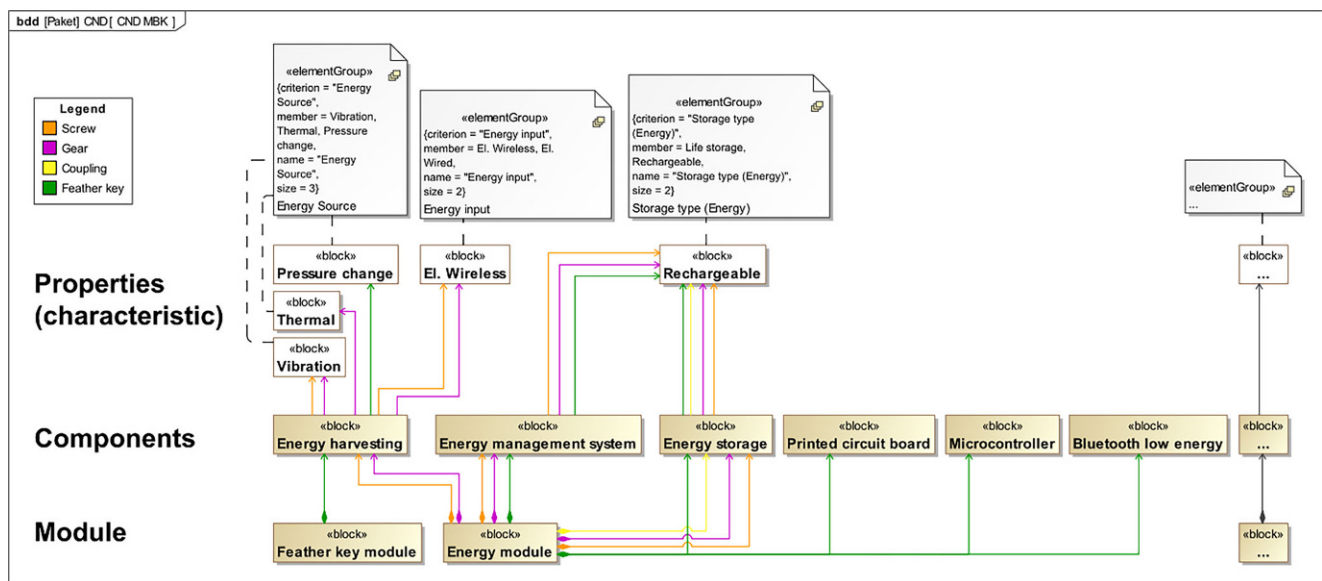 bdd [Paket] CND [ CND MBK ]
Legend
Screw
Gear
Coupling
Feather key
«elementGroup»
{criterion = "Energy
Source",
member = Vibration,
Thermal, Pressure
change,
name = "Energy
Source",
size = 3}
Energy Source
«elementGroup»
{criterion = "Energy input",
member = El. Wireless, El.
Wired,
name = "Energy input",
size = 2}
Energy input
«elementGroup»
{criterion = "Storage type
(Energy)",
member = Life storage,
Rechargeable,
name = "Storage type (Energy)",
size = 2}
Storage type (Energy)
«elementGroup»
...
Properties
(characteristic)
«block»
Pressure change
«block»
El. Wireless
«block»
Rechargeable
«block»
...
«block»
Thermal
«block»
Vibration
Components
«block»
Energy harvesting
«block»
Energy management system
«block»
Energy storage
«block»
Printed circuit board
«block»
Microcontroller
«block»
Bluetooth low energy
«block»
...
Module
«block»
Feather key module
«block»
Energy module
«block»
...